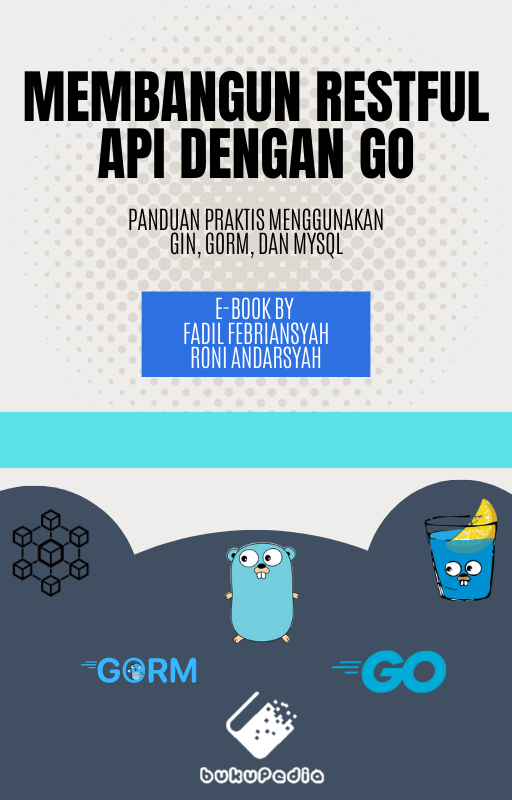 MEMBANGUN RESTFUL
API DENGAN GO
PANDUAN PRAKTIS MENGGUNAKAN
GIN, GORM, DAN MYSQL
E-BOOK BY
FADIL FEBRIANSYAH
RONI ANDARSYAH
GORM
GO
bukupedia